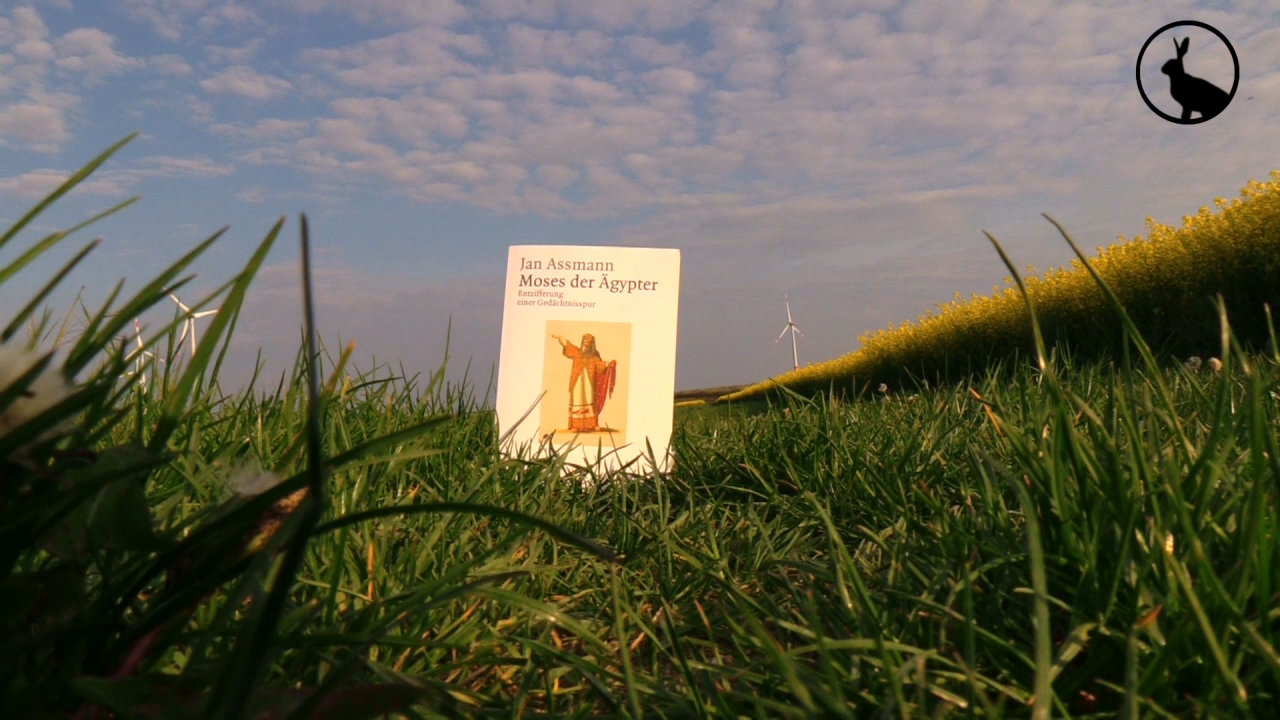 Jan Assmann
Moses der Ägypter
Entzifferung
einer Gedächtnisspur